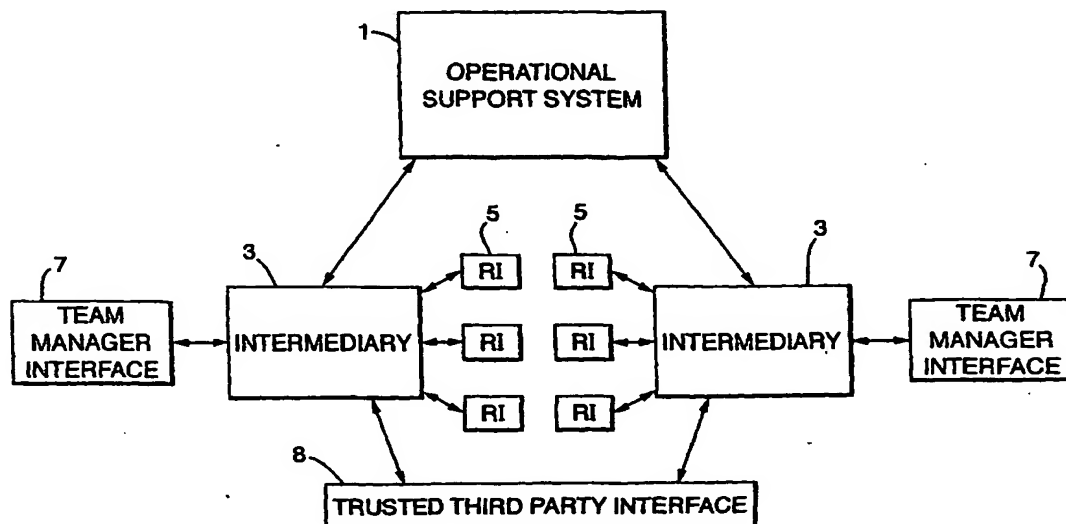 1
OPERATIONAL
SUPPORT SYSTEM
5
5
3
3
7
7
RI
RI
TEAM
MANAGER
INTERFACE
INTERMEDIARY
RI
RI
INTERMEDIARY
TEAM
MANAGER
INTERFACE
RI
RI
8
TRUSTED THIRD PARTY INTERFACE